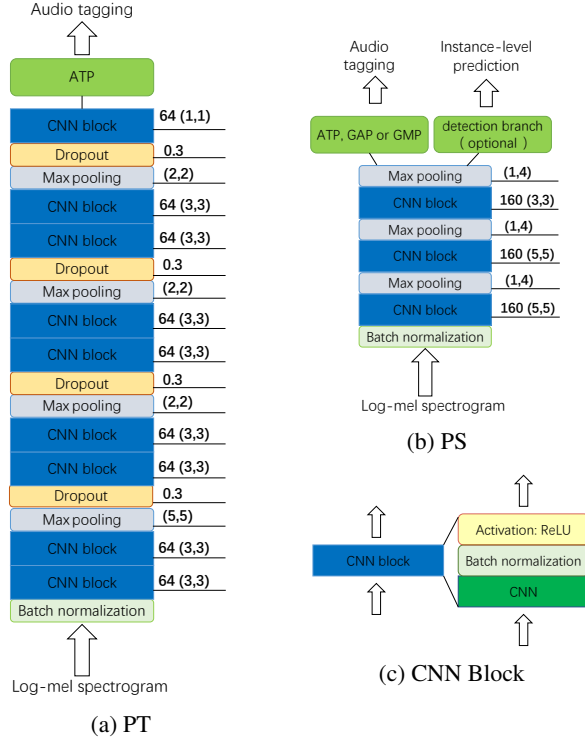 Audio tagging
ATP
CNN block 64 (1,1)
Dropout 0.3
Max pooling (2,2)
CNN block 64 (3,3)
CNN block 64 (3,3)
Dropout 0.3
Max pooling (2,2)
CNN block 64 (3,3)
CNN block 64 (3,3)
Dropout 0.3
Max pooling (2,2)
CNN block 64 (3,3)
CNN block 64 (3,3)
Dropout 0.3
Max pooling (5,5)
CNN block 64 (3,3)
CNN block 64 (3,3)
Batch normalization
Log-mel spectrogram
(a) PT
Audio
tagging
Instance-level
prediction
ATP, GAP or GMP
detection branch
( optional )
Max pooling (1,4)
CNN block 160 (3,3)
Max pooling (1,4)
CNN block 160 (5,5)
Max pooling (1,4)
CNN block 160 (5,5)
Batch normalization
Log-mel spectrogram
(b) PS
CNN block
Activation: ReLU
Batch normalization
CNN
(c) CNN Block